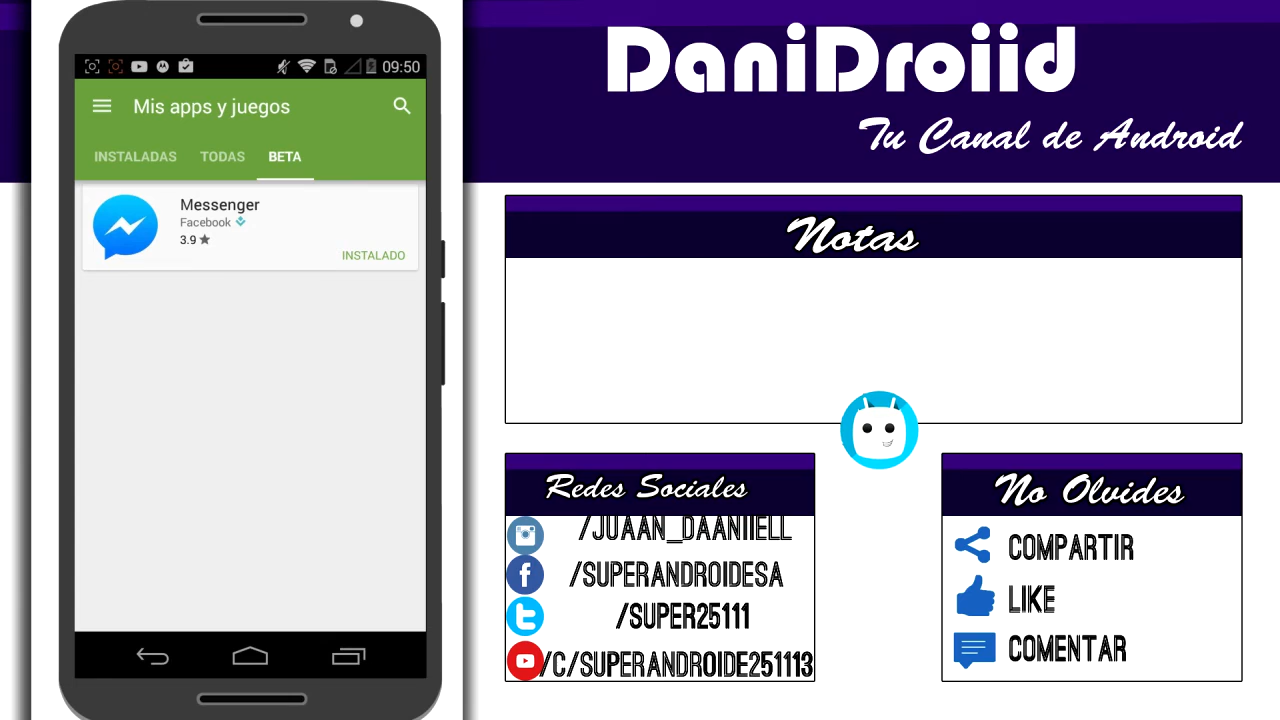 09:50
Mis apps y juegos
INSTALADAS TODAS BETA
Messenger
Facebook
3.9
INSTALADO
DaniDroiid
Tu Canal de Android
Notas
Redes Sociales
/JUAAN_DAANIIELL
/SUPERANDROIDESA
/SUPER25111
/C/SUPERANDROIDE251113
No Olvides
COMPARTIR
LIKE
COMENTAR